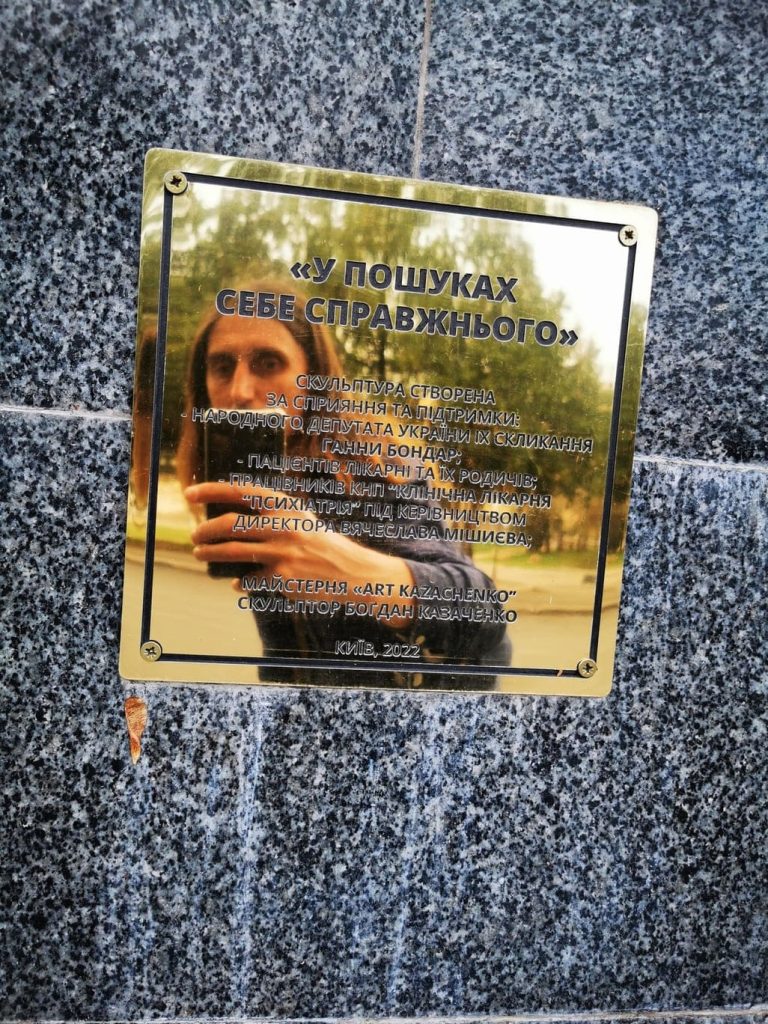 «У ПОШУКАХ
СЕБЕ СПРАВЖНЬОГО»
СКУЛЬПТУРА СТВОРЕНА
ЗА СПРИЯННЯ ТА ПІДТРИМКИ:
- НАРОДНОГО ДЕПУТАТА УКРАЇНИ ІХ СКЛИКАННЯ
ГАННИ БОНДАР;
- ПАЦІЄНТІВ ЛІКАРНІ ТА ЇХ РОДИЧІВ;
- ПРАЦІВНИКІВ КНП "КЛІНІЧНА ЛІКАРНЯ
"ПСИХІАТРІЯ" ПІД КЕРІВНИЦТВОМ
ДИРЕКТОРА ВЯЧЕСЛАВА МІШИЄВА;
МАЙСТЕРНЯ «ART KAZACHENKO"
СКУЛЬПТОР БОГДАН КАЗАЧЕНКО
КИЇВ, 2022